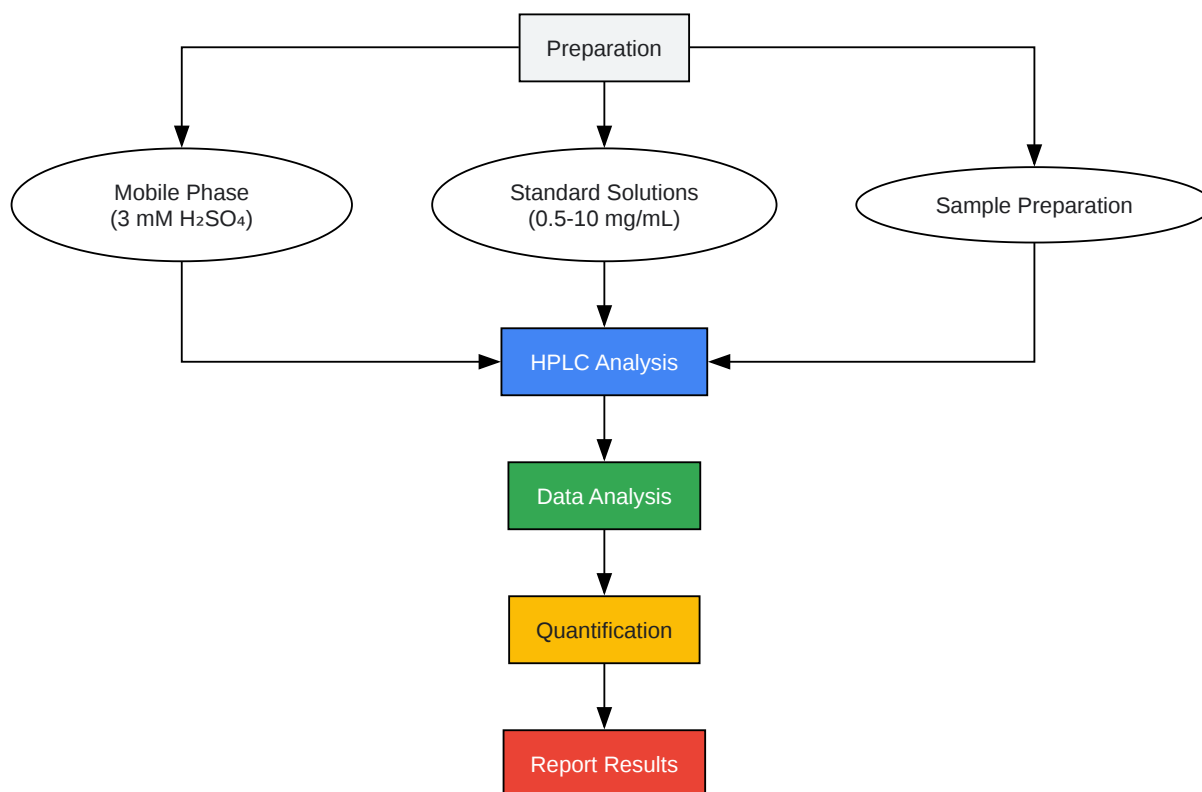 Preparation
Mobile Phase
(3 mM H₂SO₄)
Standard Solutions
(0.5-10 mg/mL)
Sample Preparation
HPLC Analysis
Data Analysis
Quantification
Report Results